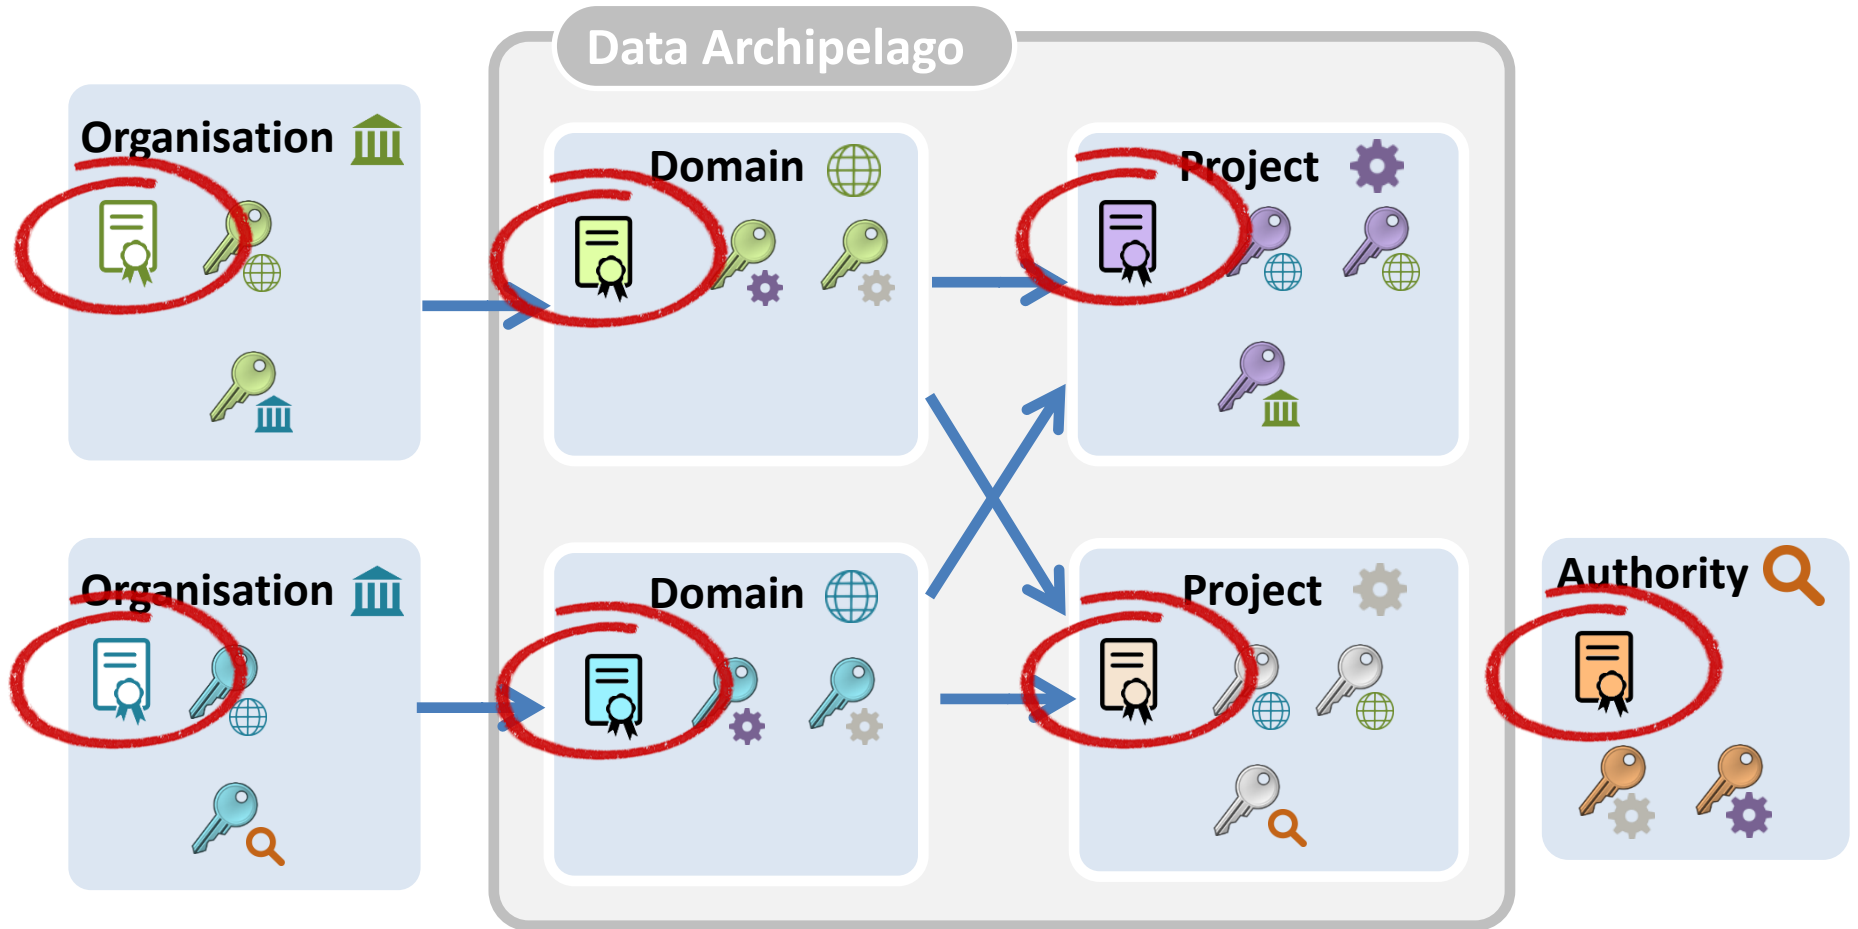 Data Archipelago
Organisation
Domain
Project
Organisation
Domain
Project
Authority